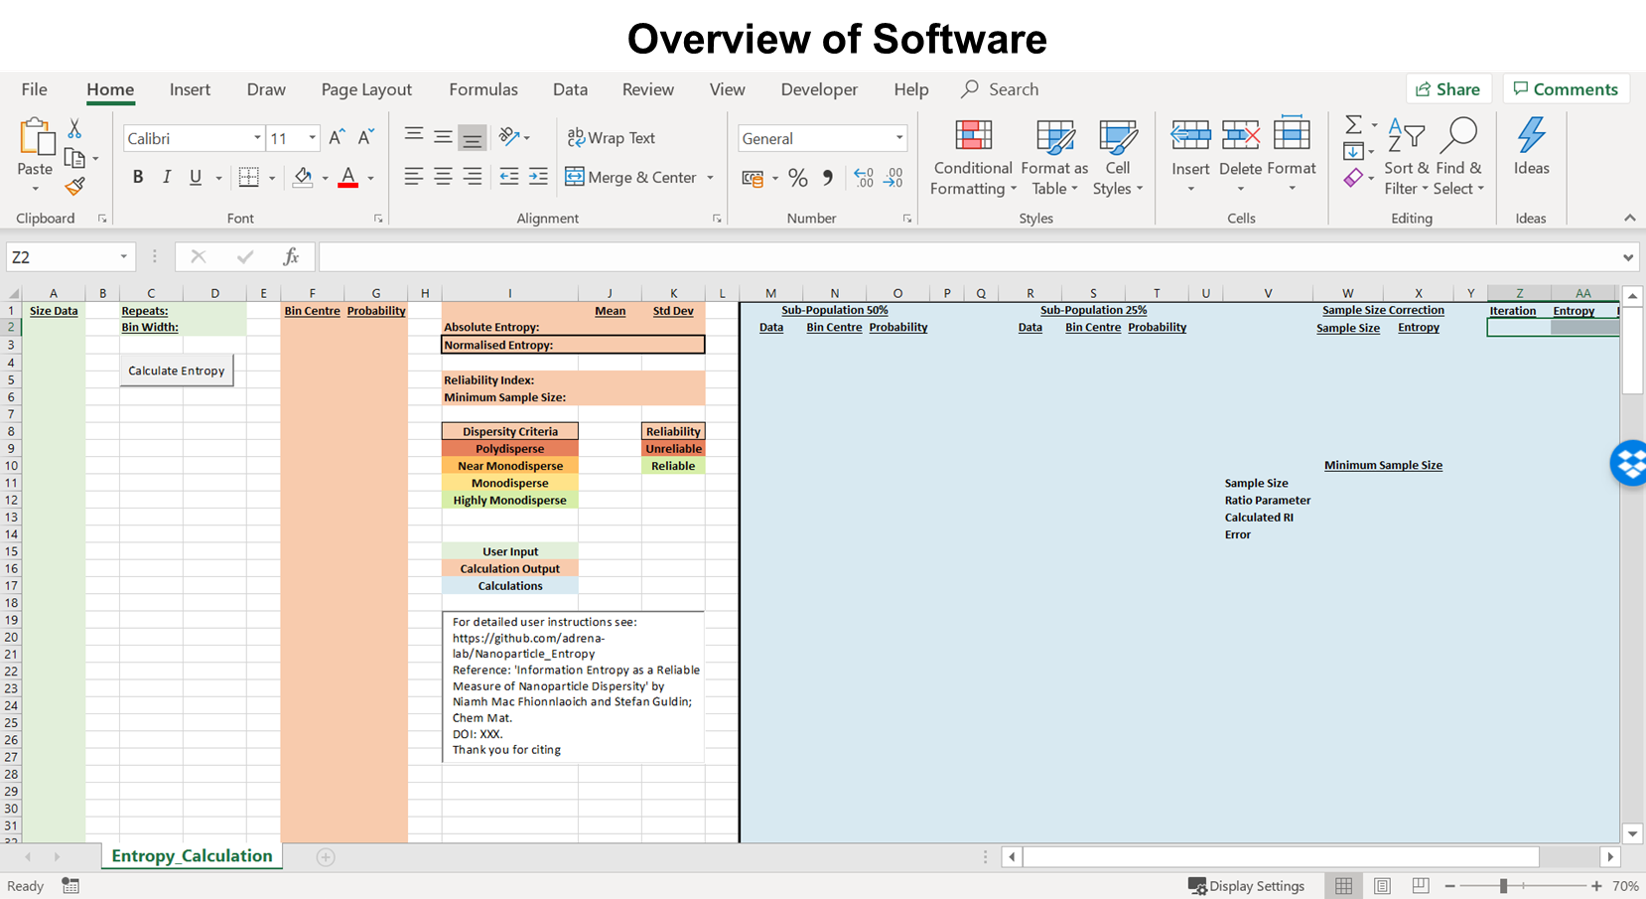 Overview of Software
File Home Insert Draw Page Layout Formulas Data Review View Developer Help Search Share Comments
Calibri 11 A^ A˅ ab Wrap Text General
Paste B I U A Merge & Center % 9 ←0 .00 .00 →0
Conditional Formatting Format as Table Cell Styles Insert Delete Format Sort & Filter Find & Select Ideas
Clipboard Font Alignment Number Styles Cells Editing Ideas
Z2 fx
A B C D E F G H I J K L M N O P Q R S T U V W X Y Z AA
1 Size Data Repeats: Bin Centre Probability Mean Std Dev Sub-Population 50% Sub-Population 25% Sample Size Correction Iteration Entropy
2 Bin Width: Absolute Entropy: Data Bin Centre Probability Data Bin Centre Probability Sample Size Entropy
3 Normalised Entropy:
4 Calculate Entropy
5 Reliability Index:
6 Minimum Sample Size:
7
8 Dispersity Criteria Reliability
9 Polydisperse Unreliable
10 Near Monodisperse Reliable Minimum Sample Size
11 Monodisperse Sample Size
12 Highly Monodisperse Ratio Parameter
13 Calculated RI
14 Error
15 User Input
16 Calculation Output
17 Calculations
18
19 For detailed user instructions see:
20 https://github.com/adrena-
21 lab/Nanoparticle_Entropy
22 Reference: 'Information Entropy as a Reliable
23 Measure of Nanoparticle Dispersity' by
24 Niamh Mac Fhionnlaoich and Stefan Guldin;
25 Chem Mat.
26 DOI: XXX.
27 Thank you for citing
28
29
30
31
32
Entropy_Calculation
Ready Display Settings 70%